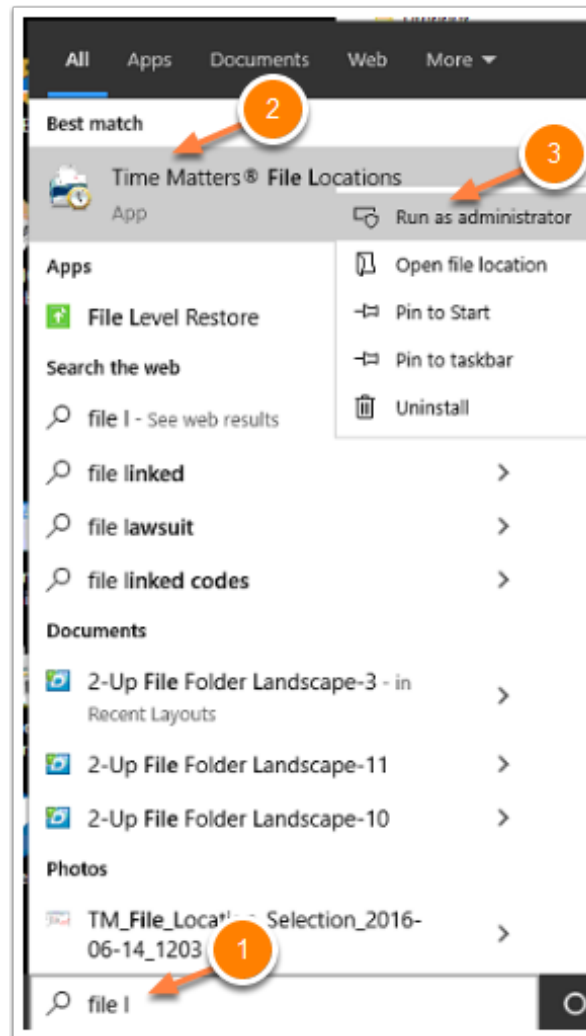 All Apps Documents Web More
2
Best match
3
Time Matters® File Locations
App
Run as administrator
Open file location
Pin to Start
Pin to taskbar
Uninstall
Apps
File Level Restore
Search the web
file l - See web results
file linked
file lawsuit
file linked codes
Documents
2-Up File Folder Landscape-3 - in
Recent Layouts
2-Up File Folder Landscape-11
2-Up File Folder Landscape-10
Photos
TM_File_Location_Selection_2016-
06-14_1203
1
file l